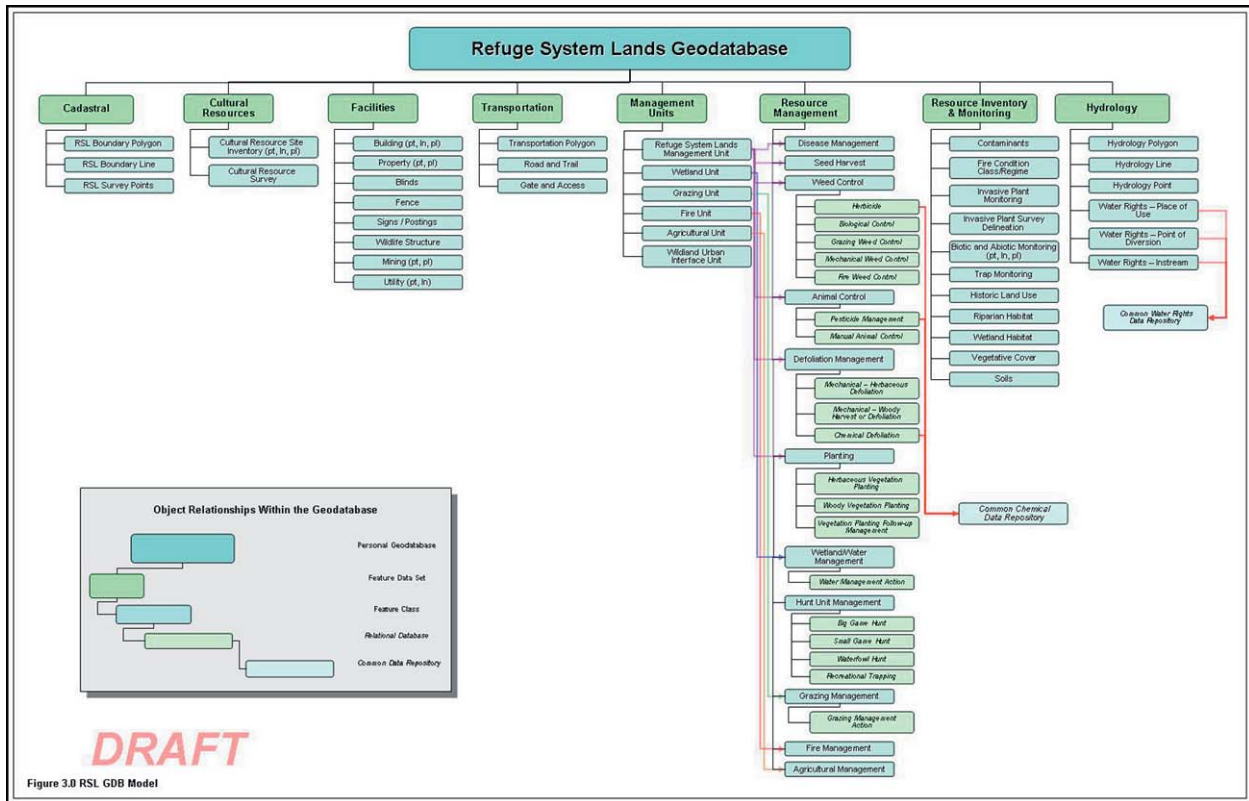 Refuge System Lands Geodatabase
Cadastral
RSL Boundary Polygon
RSL Boundary Line
RSL Survey Points
Cultural
Resources
Cultural Resource Site
Inventory (pt, ln, pl)
Cultural Resource
Survey
Facilities
Building (pt, ln, pl)
Property (pt, pl)
Blinds
Fence
Signs / Postings
Wildlife Structure
Mining (pt, pl)
Utility (pt, ln)
Transportation
Transportation Polygon
Road and Trail
Gate and Access
Management
Units
Refuge System Lands
Management Unit
Wetland Unit
Grazing Unit
Fire Unit
Agricultural Unit
Wildland Urban
Interface Unit
Resource
Management
Disease Management
Seed Harvest
Weed Control
Herbicide
Biological Control
Grazing Weed Control
Mechanical Weed Control
Fire Weed Control
Animal Control
Pesticide Management
Manual Animal Control
Defoliation Management
Mechanical – Herbaceous
Defoliation
Mechanical – Woody
Harvest or Defoliation
Chemical Defoliation
Planting
Herbaceous Vegetation
Planting
Woody Vegetation Planting
Vegetation Planting Follow-up
Management
Wetland/Water
Management
Water Management Action
Hunt Unit Management
Big Game Hunt
Small Game Hunt
Waterfowl Hunt
Recreational Trapping
Grazing Management
Grazing Management
Action
Fire Management
Agricultural Management
Resource Inventory
& Monitoring
Contaminants
Fire Condition
Class/Regime
Invasive Plant
Monitoring
Invasive Plant Survey
Delineation
Biotic and Abiotic Monitoring
(pt, ln, pl)
Trap Monitoring
Historic Land Use
Riparian Habitat
Wetland Habitat
Vegetative Cover
Soils
Common Chemical
Data Repository
Hydrology
Hydrology Polygon
Hydrology Line
Hydrology Point
Water Rights – Place of
Use
Water Rights – Point of
Diversion
Water Rights – Instream
Common Water Rights
Data Repository
Object Relationships Within the Geodatabase
Personal Geodatabase
Feature Data Set
Feature Class
Relational Database
Common Data Repository
DRAFT
Figure 3.0 RSL GDB Model